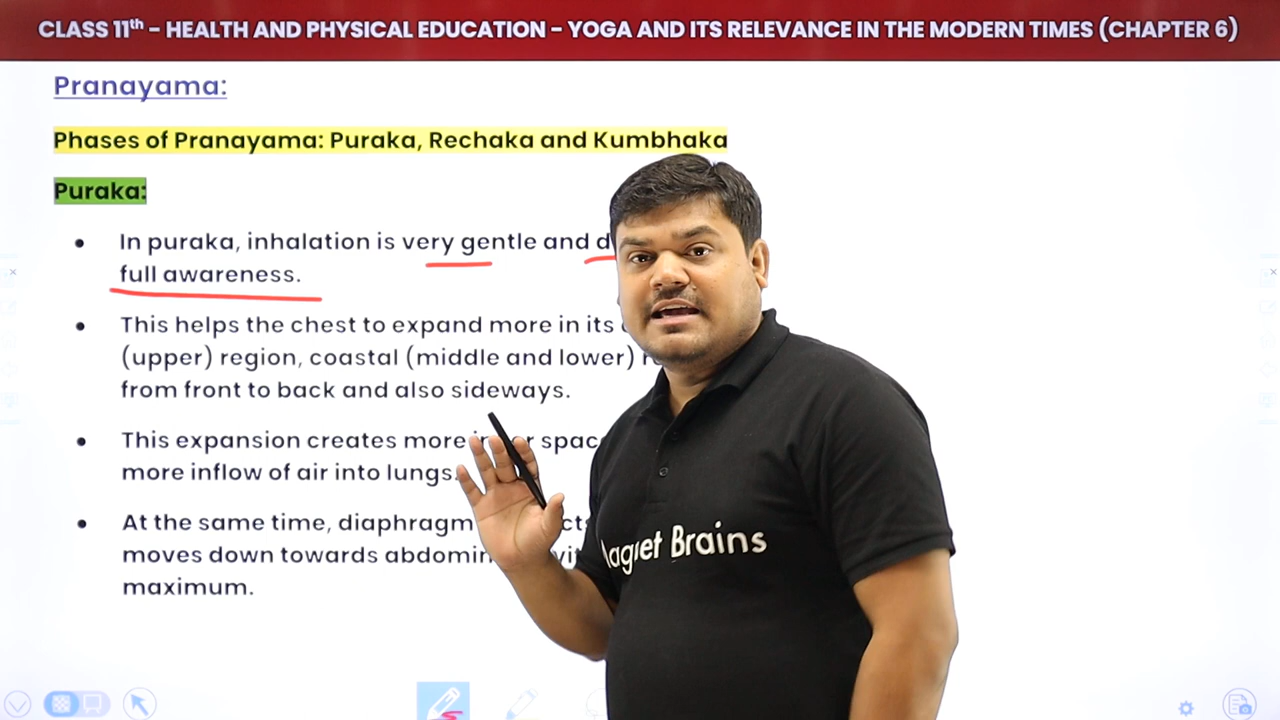 CLASS 11th - HEALTH AND PHYSICAL EDUCATION - YOGA AND ITS RELEVANCE IN THE MODERN TIMES (CHAPTER 6)
Pranayama:
Phases of Pranayama: Puraka, Rechaka and Kumbhaka
Puraka:
• In puraka, inhalation is very gentle and
full awareness.
• This helps the chest to expand more in its
(upper) region, coastal (middle and lower)
from front to back and also sideways.
• This expansion creates more
more inflow of air into lungs.
• At the same time, diaphragm
moves down towards
maximum.
Brains